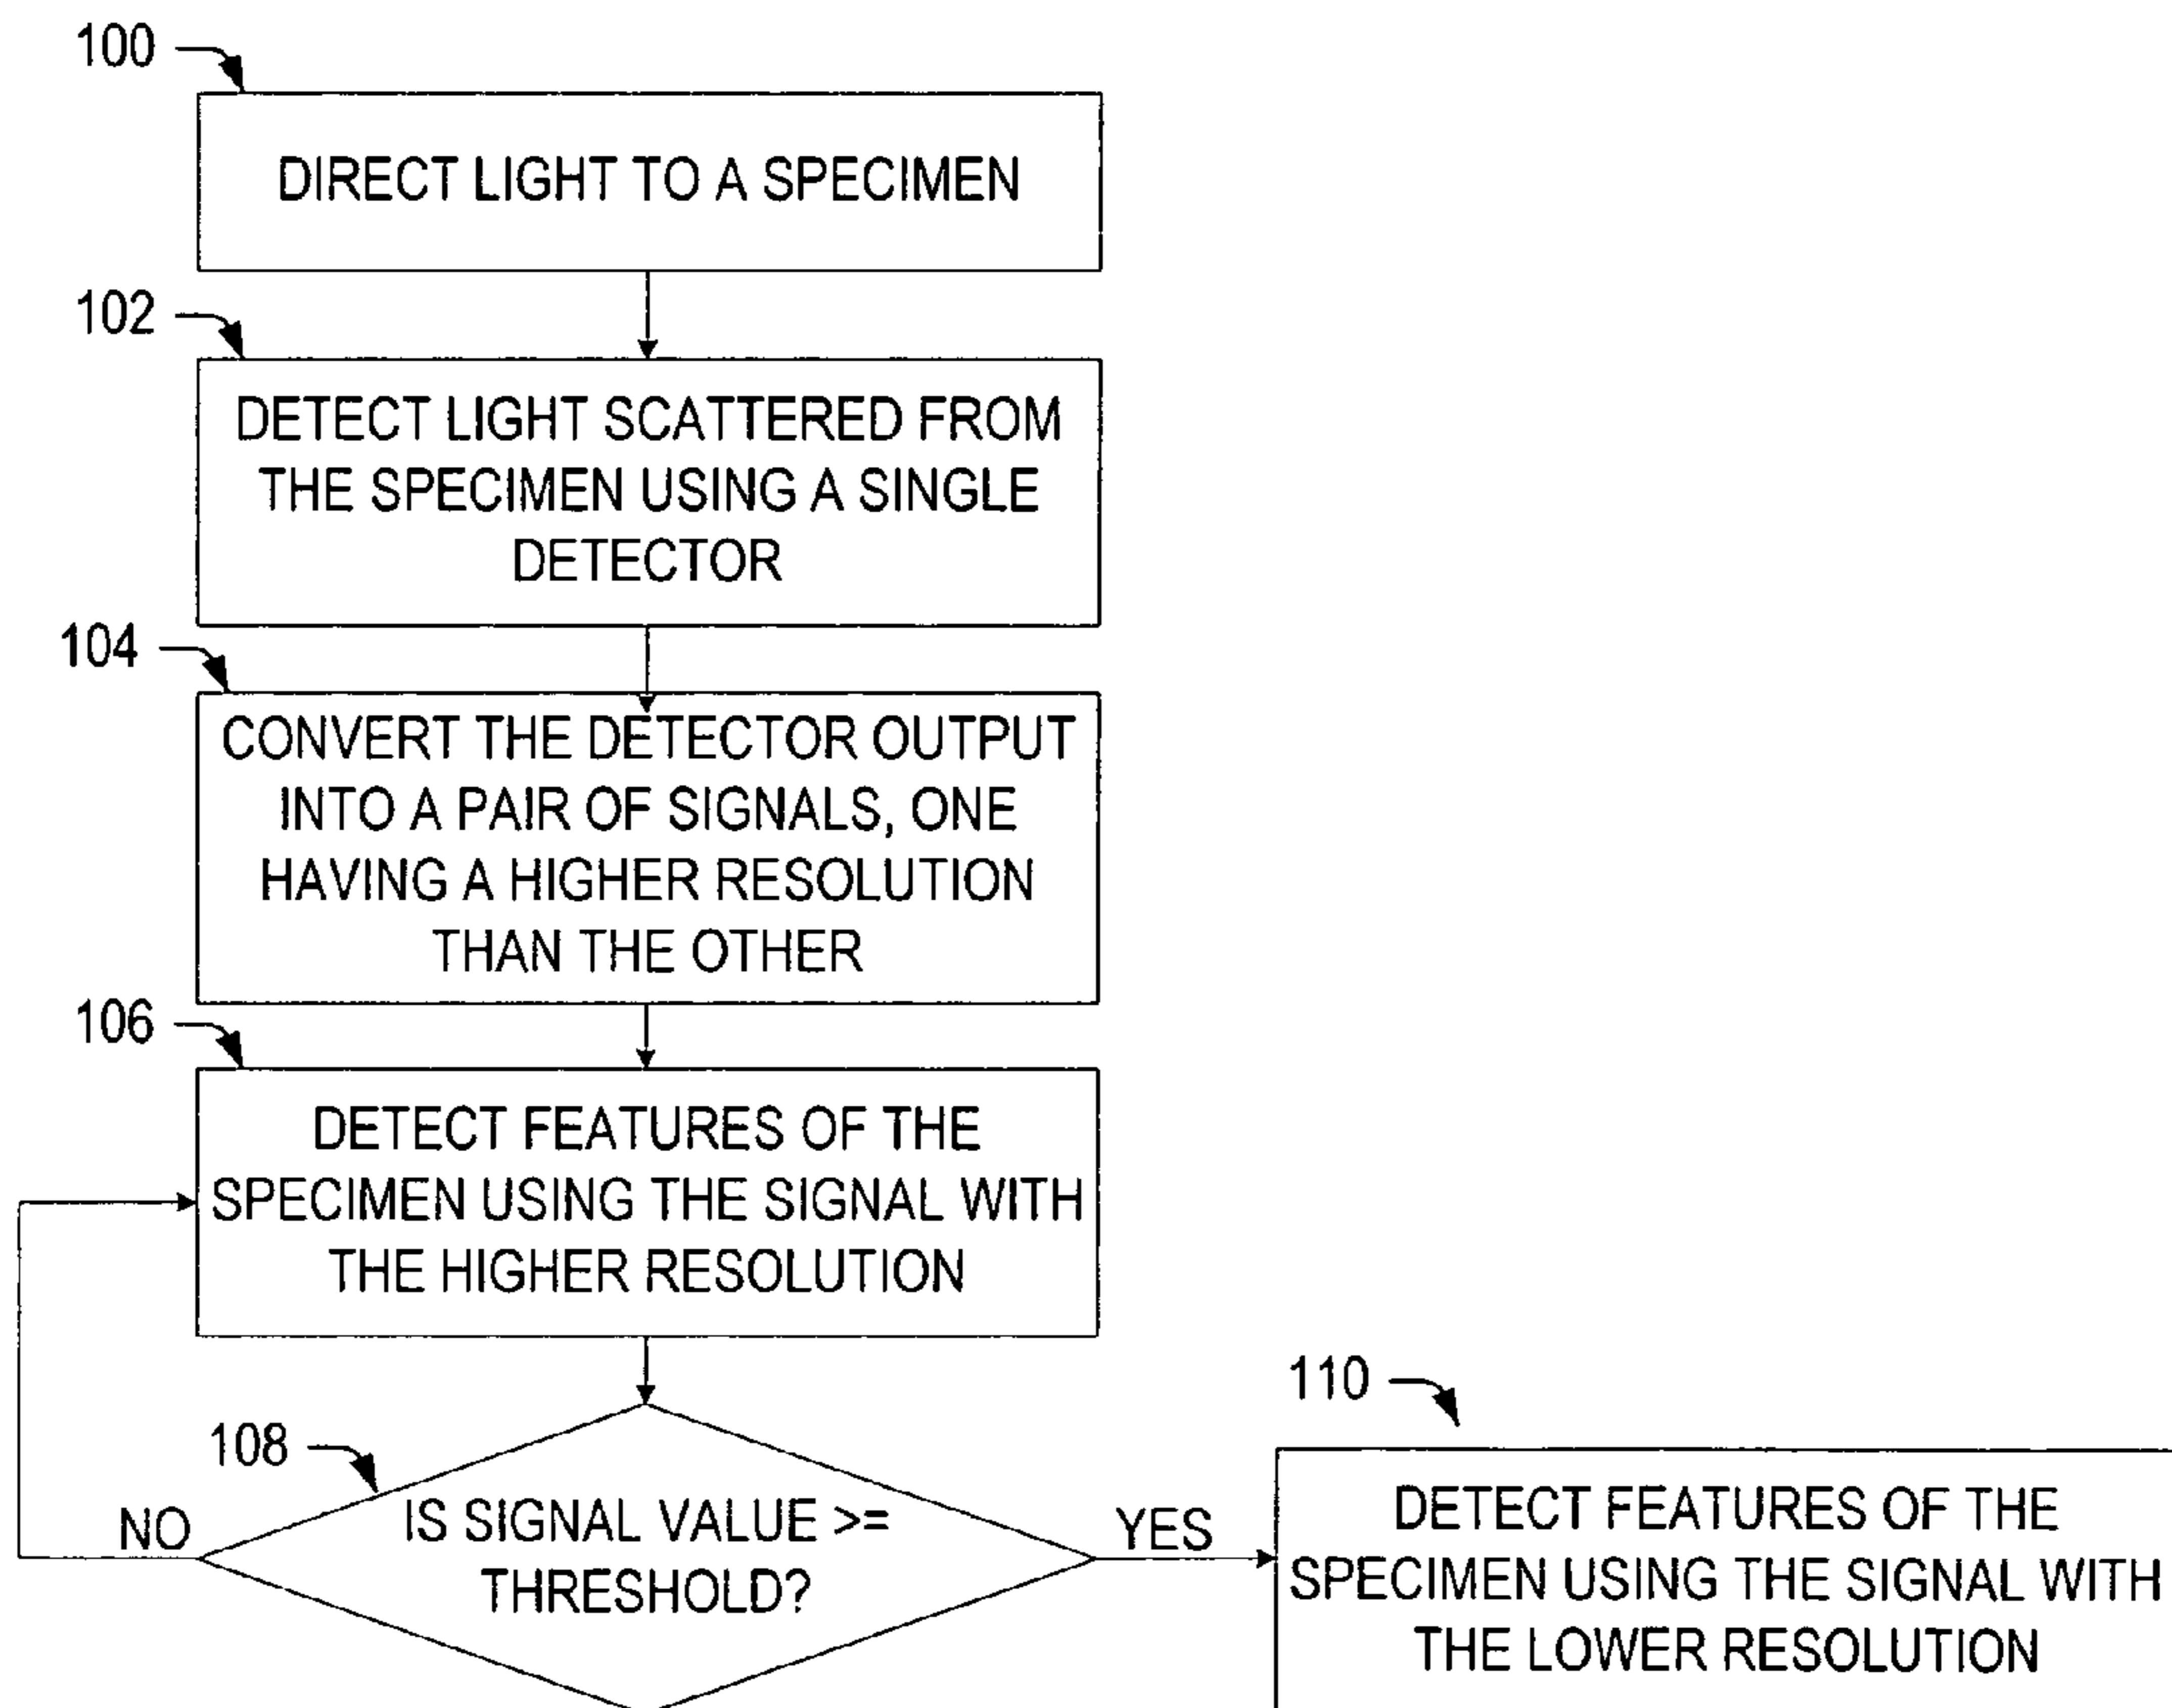 100
DIRECT LIGHT TO A SPECIMEN
102
DETECT LIGHT SCATTERED FROM
THE SPECIMEN USING A SINGLE
DETECTOR
104
CONVERT THE DETECTOR OUTPUT
INTO A PAIR OF SIGNALS, ONE
HAVING A HIGHER RESOLUTION
THAN THE OTHER
106
DETECT FEATURES OF THE
SPECIMEN USING THE SIGNAL WITH
THE HIGHER RESOLUTION
108
IS SIGNAL VALUE >=
THRESHOLD?
NO
YES
110
DETECT FEATURES OF THE
SPECIMEN USING THE SIGNAL WITH
THE LOWER RESOLUTION